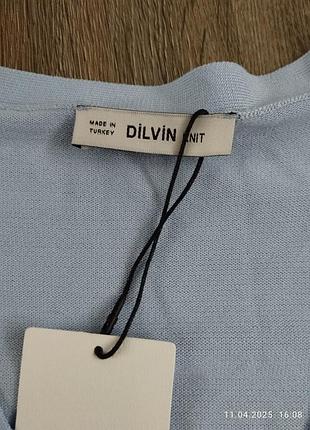 MADE IN
TURKEY
DİLVİN KNIT
11.04.2025 16:08